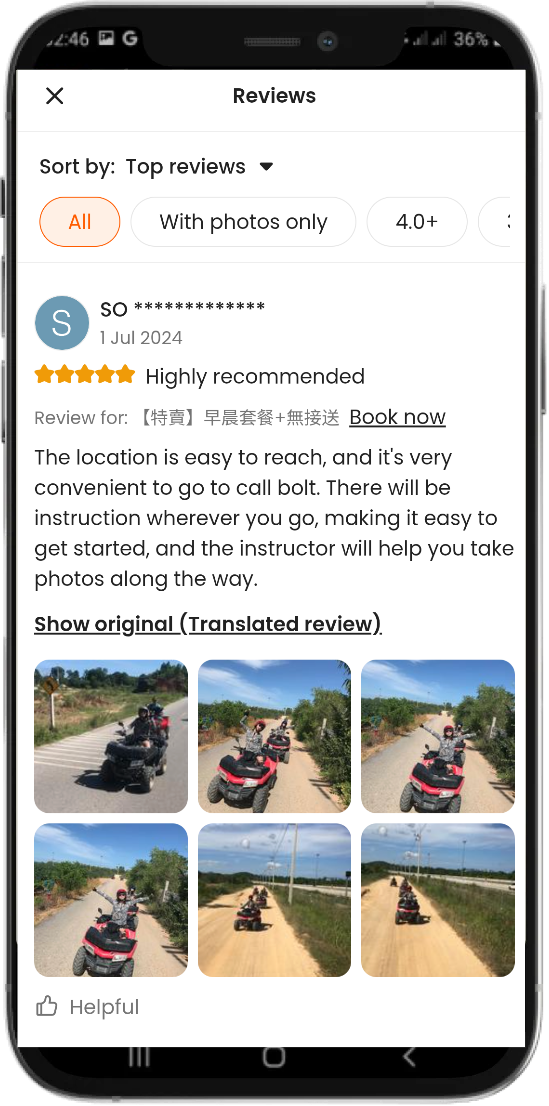 2:46 G 36%
Reviews
Sort by: Top reviews
All With photos only 4.0+
S
SO *************
1 Jul 2024
Highly recommended
Review for: 【特賣】早晨套餐+無接送 Book now
The location is easy to reach, and it's very
convenient to go to call bolt. There will be
instruction wherever you go, making it easy to
get started, and the instructor will help you take
photos along the way.
Show original (Translated review)
Helpful